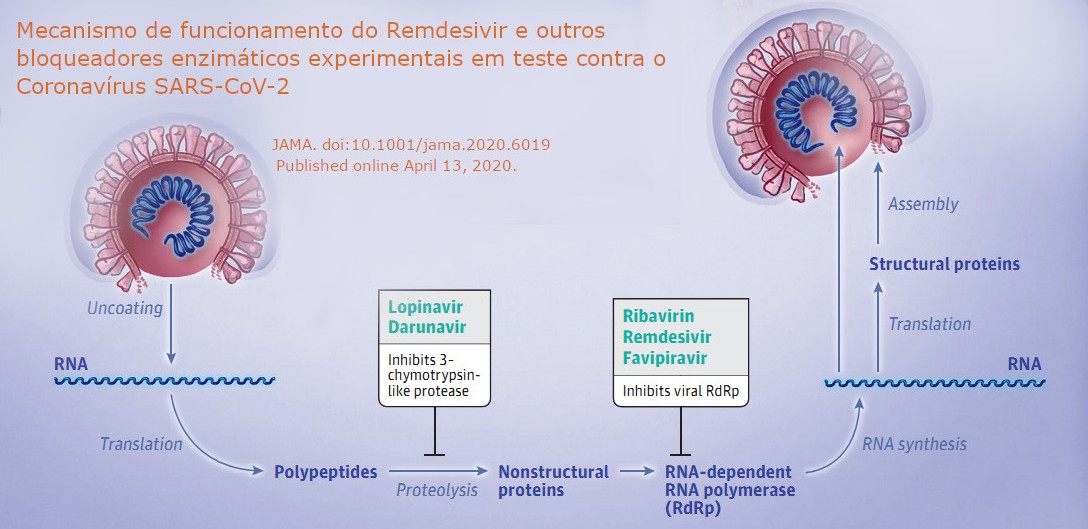 Mecanismo de funcionamento do Remdesivir e outros
bloqueadores enzimáticos experimentais em teste contra o
Coronavírus SARS-CoV-2
JAMA. doi:10.1001/jama.2020.6019
Published online April 13, 2020.
Uncoating
RNA
Translation
Polypeptides
Proteolysis
Lopinavir
Darunavir
Inhibits 3-
chymotrypsin-
like protease
Nonstructural
proteins
Ribavirin
Remdesivir
Favipiravir
Inhibits viral RdRp
RNA-dependent
RNA polymerase
(RdRp)
RNA synthesis
RNA
Translation
Structural proteins
Assembly